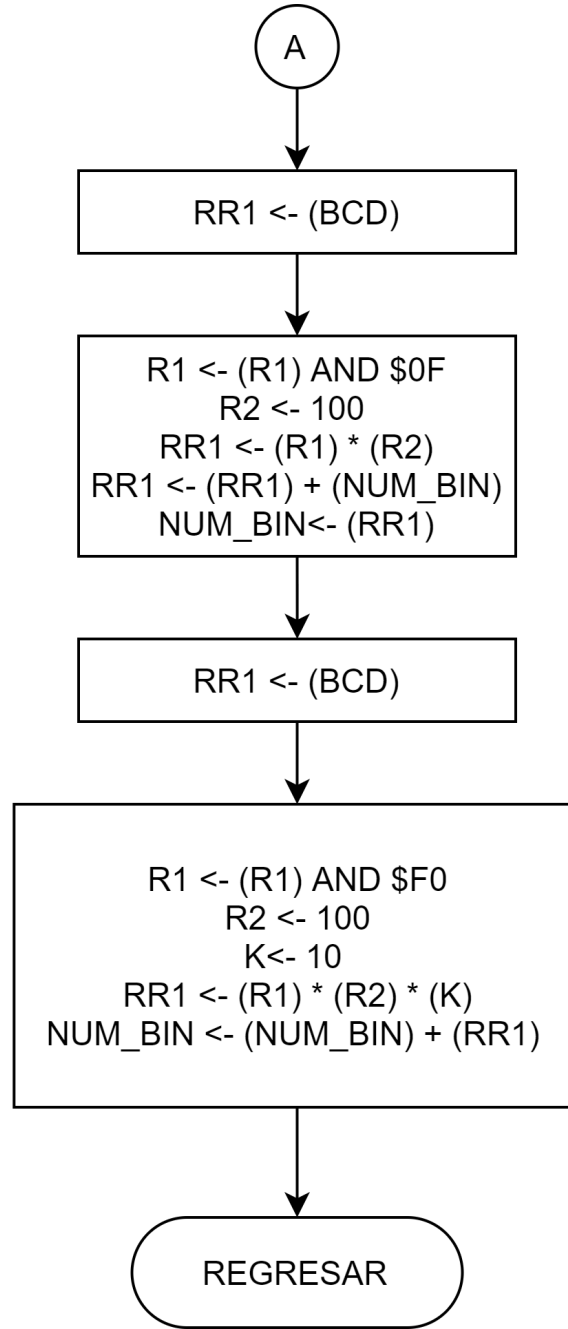 A
RR1 <- (BCD)
R1 <- (R1) AND $0F
R2 <- 100
RR1 <- (R1) * (R2)
RR1 <- (RR1) + (NUM_BIN)
NUM_BIN<- (RR1)
RR1 <- (BCD)
R1 <- (R1) AND $F0
R2 <- 100
K<- 10
RR1 <- (R1) * (R2) * (K)
NUM_BIN <- (NUM_BIN) + (RR1)
REGRESAR